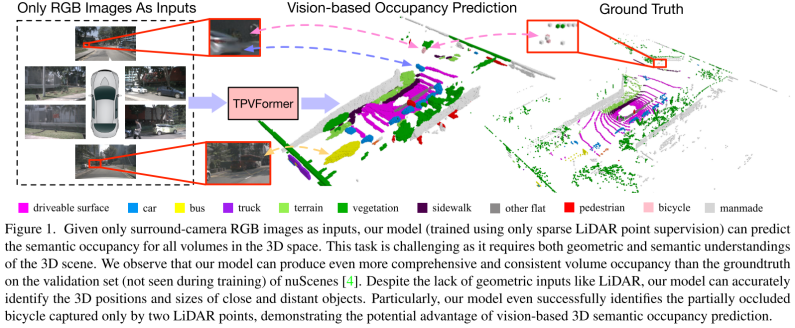 Only RGB Images As Inputs
Vision-based Occupancy Prediction
Ground Truth
TPVFormer
driveable surface
car
bus
truck
terrain
vegetation
sidewalk
other flat
pedestrian
bicycle
manmade
Figure 1. Given only surround-camera RGB images as inputs, our model (trained using only sparse LiDAR point supervision) can predict
the semantic occupancy for all volumes in the 3D space. This task is challenging as it requires both geometric and semantic understandings
of the 3D scene. We observe that our model can produce even more comprehensive and consistent volume occupancy than the groundtruth
on the validation set (not seen during training) of nuScenes [4]. Despite the lack of geometric inputs like LiDAR, our model can accurately
identify the 3D positions and sizes of close and distant objects. Particularly, our model even successfully identifies the partially occluded
bicycle captured only by two LiDAR points, demonstrating the potential advantage of vision-based 3D semantic occupancy prediction.